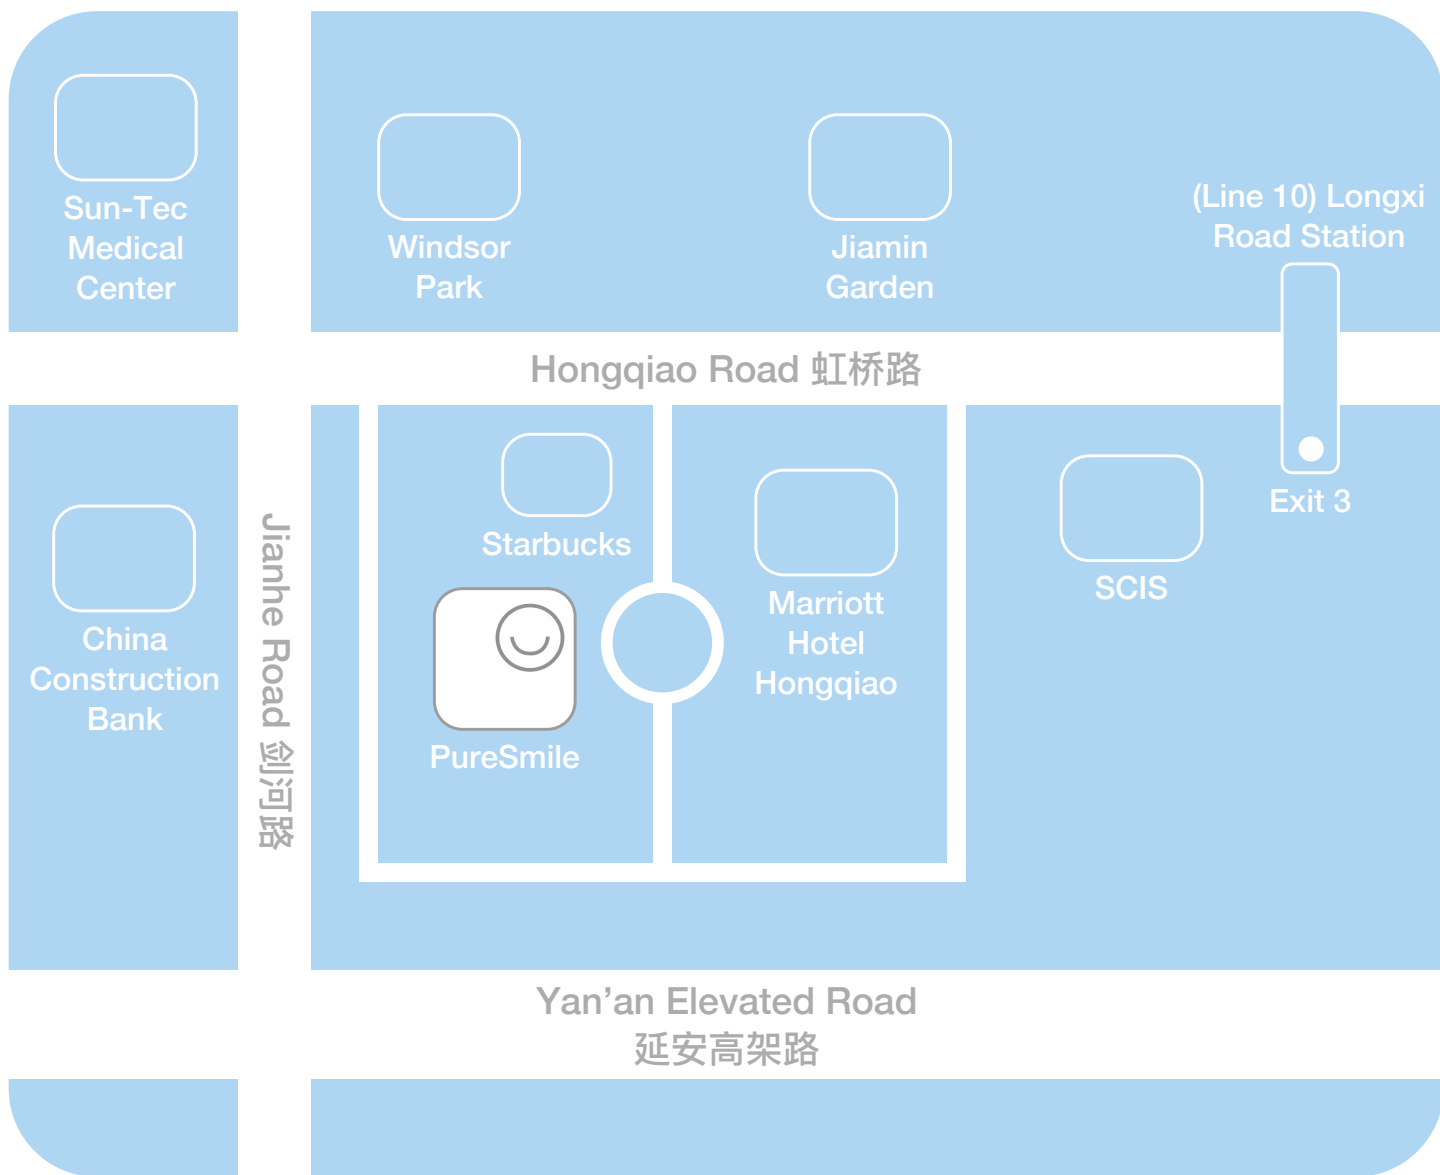 Sun-Tec
Medical
Center
Windsor
Park
Jiamin
Garden
(Line 10) Longxi
Road Station
Hongqiao Road 虹桥路
Starbucks
Exit 3
Marriott
Hotel
Hongqiao
SCIS
China
Construction
Bank
Jianhe Road 剑河路
PureSmile
Yan’an Elevated Road
延安高架路